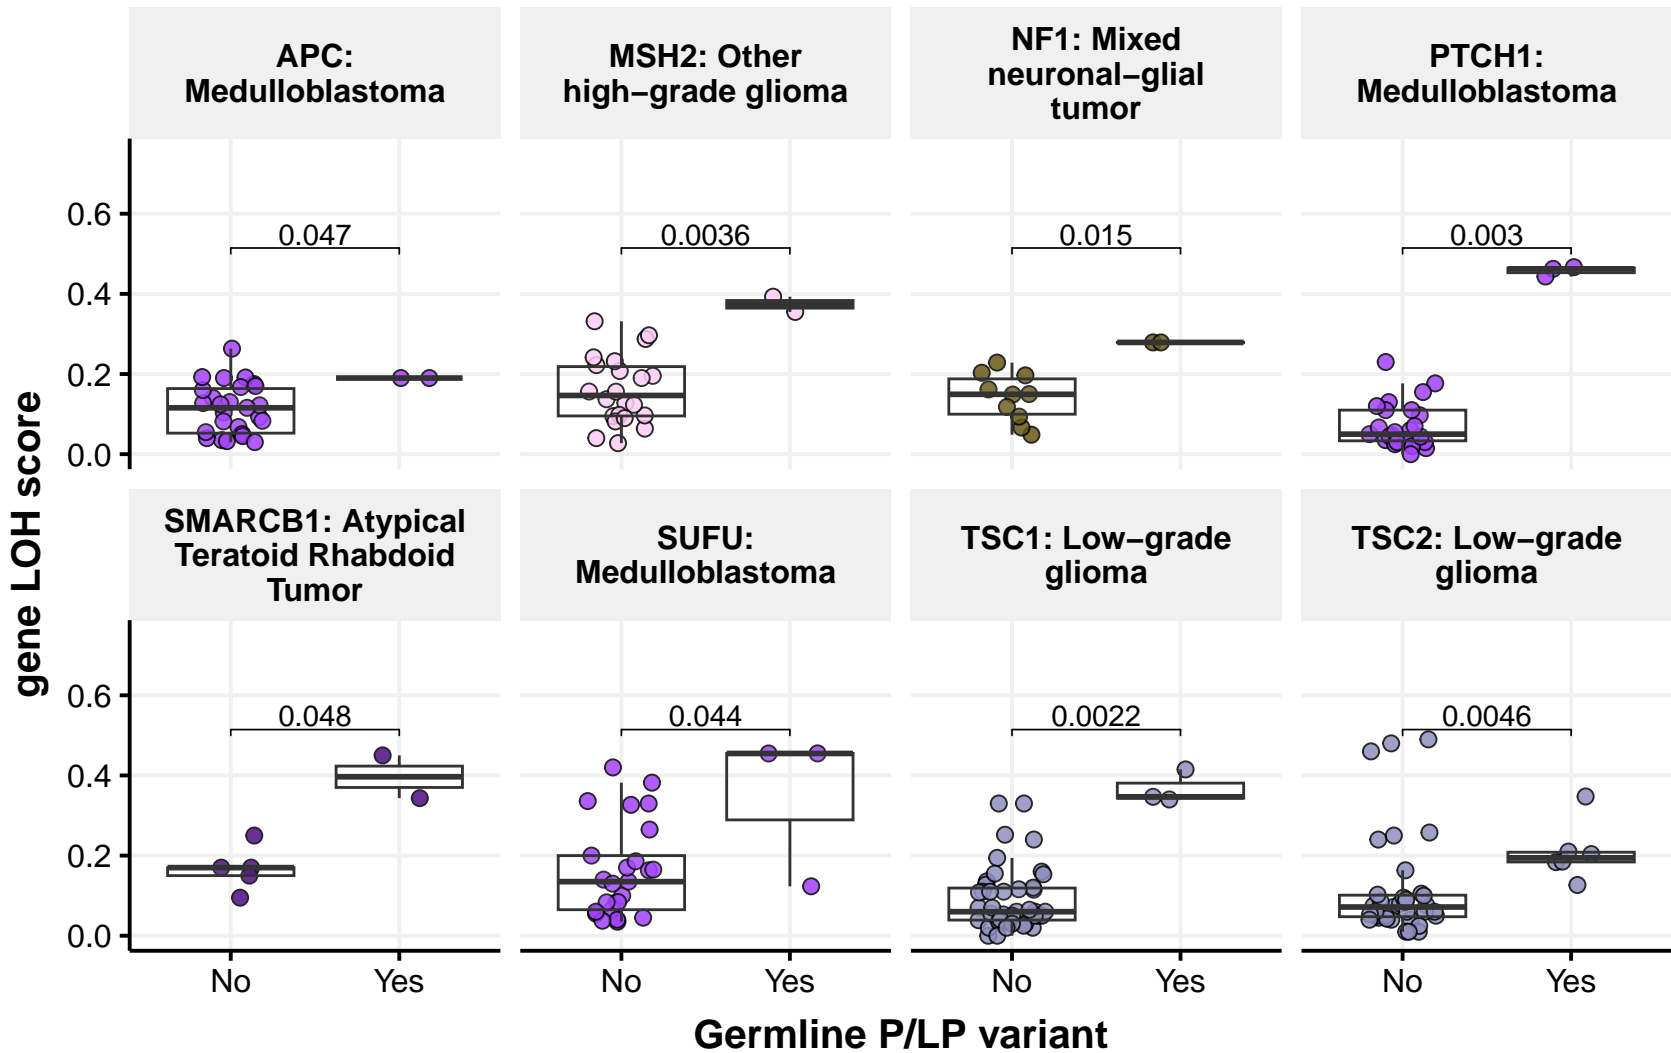 APC:
Medulloblastoma
MSH2: Other
high−grade glioma
NF1: Mixed
neuronal−glial
tumor
PTCH1:
Medulloblastoma
0.6
0.4
0.2
0.0
0.047
0.0036
0.015
0.003
gene LOH score
SMARCB1: Atypical
Teratoid Rhabdoid
Tumor
SUFU:
Medulloblastoma
TSC1: Low−grade
glioma
TSC2: Low−grade
glioma
0.6
0.4
0.2
0.0
0.048
0.044
0.0022
0.0046
No Yes No Yes No Yes No Yes
Germline P/LP variant